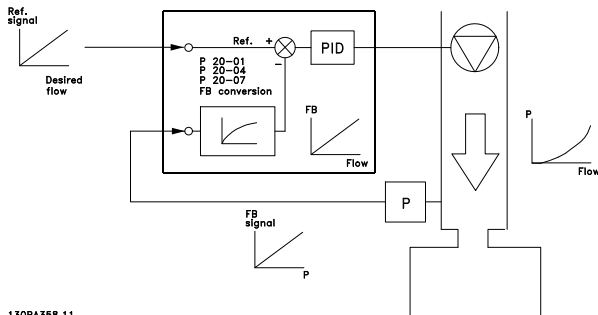 Ref.
signal
Desired
flow
Ref.
+
−
PID
P 20-01
P 20-04
P 20-07
FB conversion
FB
Flow
P
Flow
P
FB
signal
P
130BA358.11